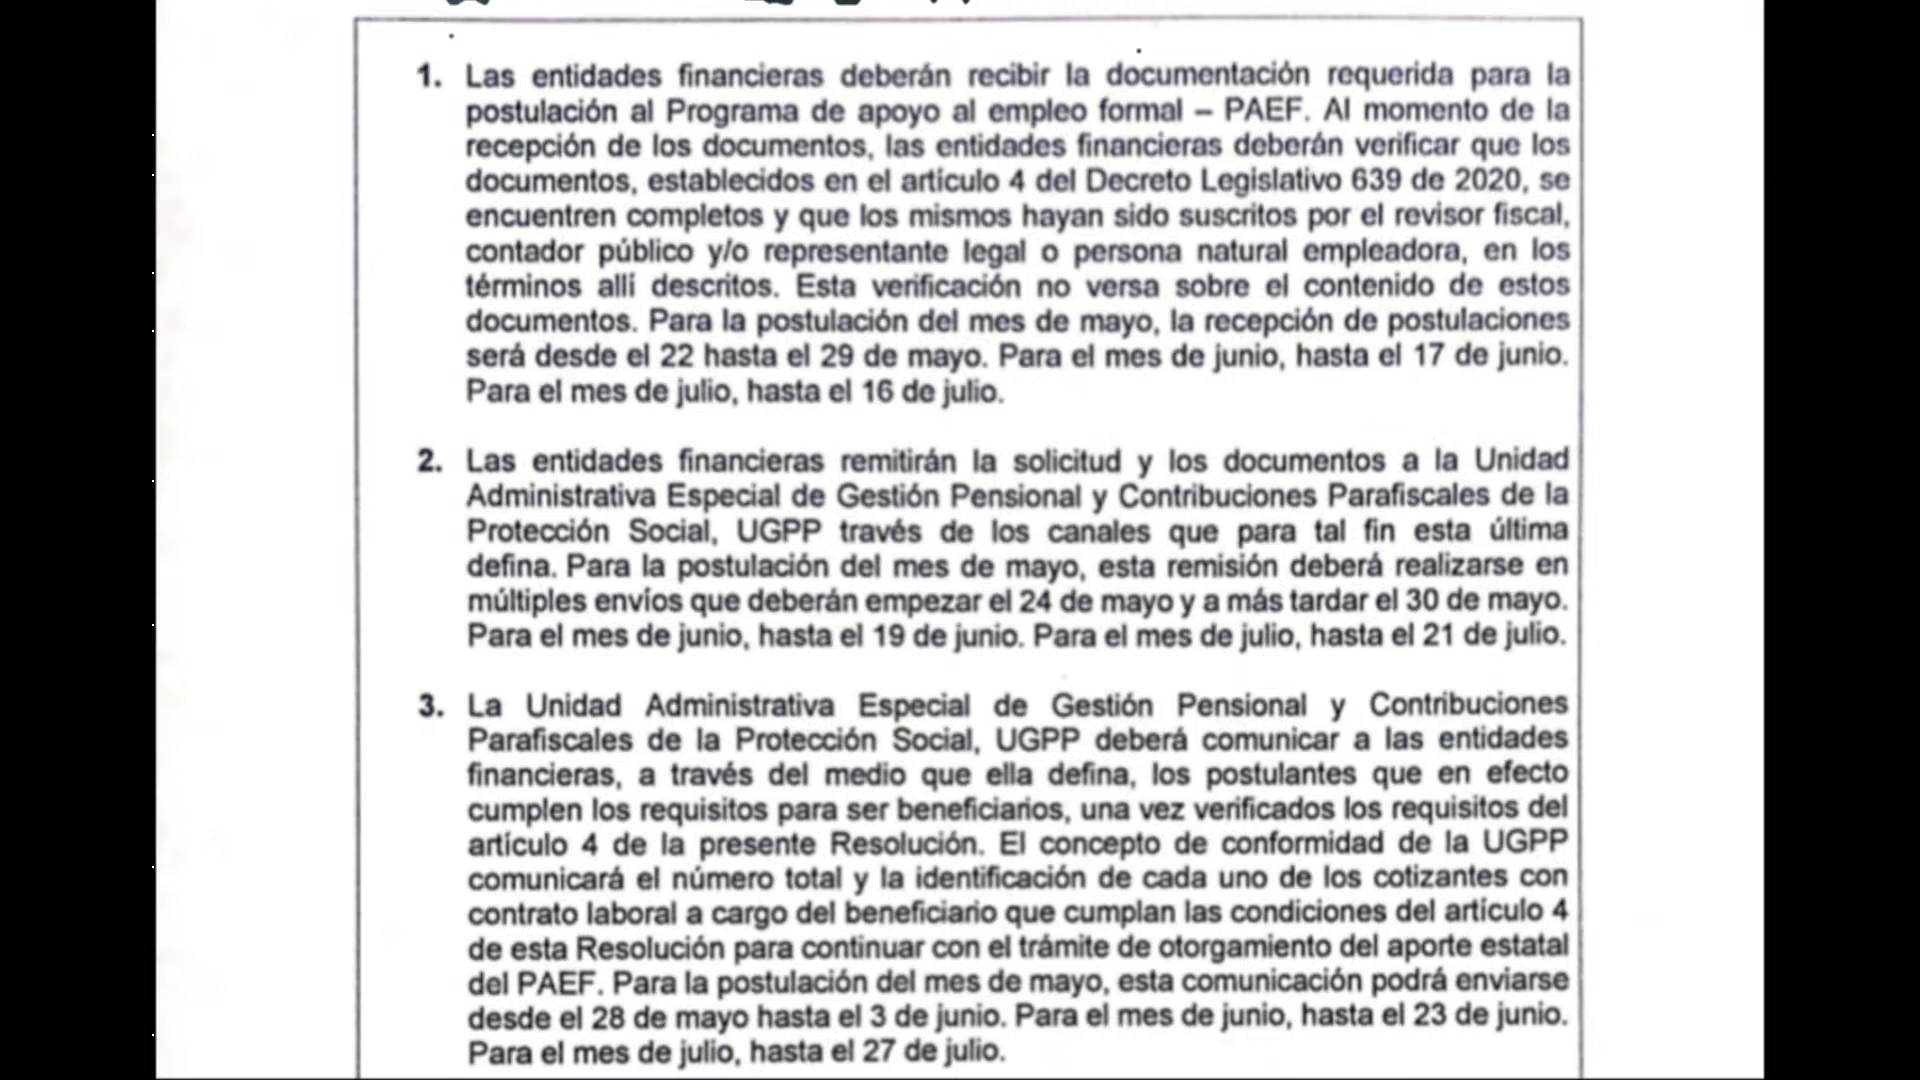 1. Las entidades financieras deberán recibir la documentación requerida para la
postulación al Programa de apoyo al empleo formal – PAEF. Al momento de la
recepción de los documentos, las entidades financieras deberán verificar que los
documentos, establecidos en el artículo 4 del Decreto Legislativo 639 de 2020, se
encuentren completos y que los mismos hayan sido suscritos por el revisor fiscal,
contador público y/o representante legal o persona natural empleadora, en los
términos allí descritos. Esta verificación no versa sobre el contenido de estos
documentos. Para la postulación del mes de mayo, la recepción de postulaciones
será desde el 22 hasta el 29 de mayo. Para el mes de junio, hasta el 17 de junio.
Para el mes de julio, hasta el 16 de julio.
2. Las entidades financieras remitirán la solicitud y los documentos a la Unidad
Administrativa Especial de Gestión Pensional y Contribuciones Parafiscales de la
Protección Social, UGPP través de los canales que para tal fin esta última
defina. Para la postulación del mes de mayo, esta remisión deberá realizarse en
múltiples envíos que deberán empezar el 24 de mayo y a más tardar el 30 de mayo.
Para el mes de junio, hasta el 19 de junio. Para el mes de julio, hasta el 21 de julio.
3. La Unidad Administrativa Especial de Gestión Pensional y Contribuciones
Parafiscales de la Protección Social, UGPP deberá comunicar a las entidades
financieras, a través del medio que ella defina, los postulantes que en efecto
cumplen los requisitos para ser beneficiarios, una vez verificados los requisitos del
artículo 4 de la presente Resolución. El concepto de conformidad de la UGPP
comunicará el número total y la identificación de cada uno de los cotizantes con
contrato laboral a cargo del beneficiario que cumplan las condiciones del artículo 4
de esta Resolución para continuar con el trámite de otorgamiento del aporte estatal
del PAEF. Para la postulación del mes de mayo, esta comunicación podrá enviarse
desde el 28 de mayo hasta el 3 de junio. Para el mes de junio, hasta el 23 de junio.
Para el mes de julio, hasta el 27 de julio.